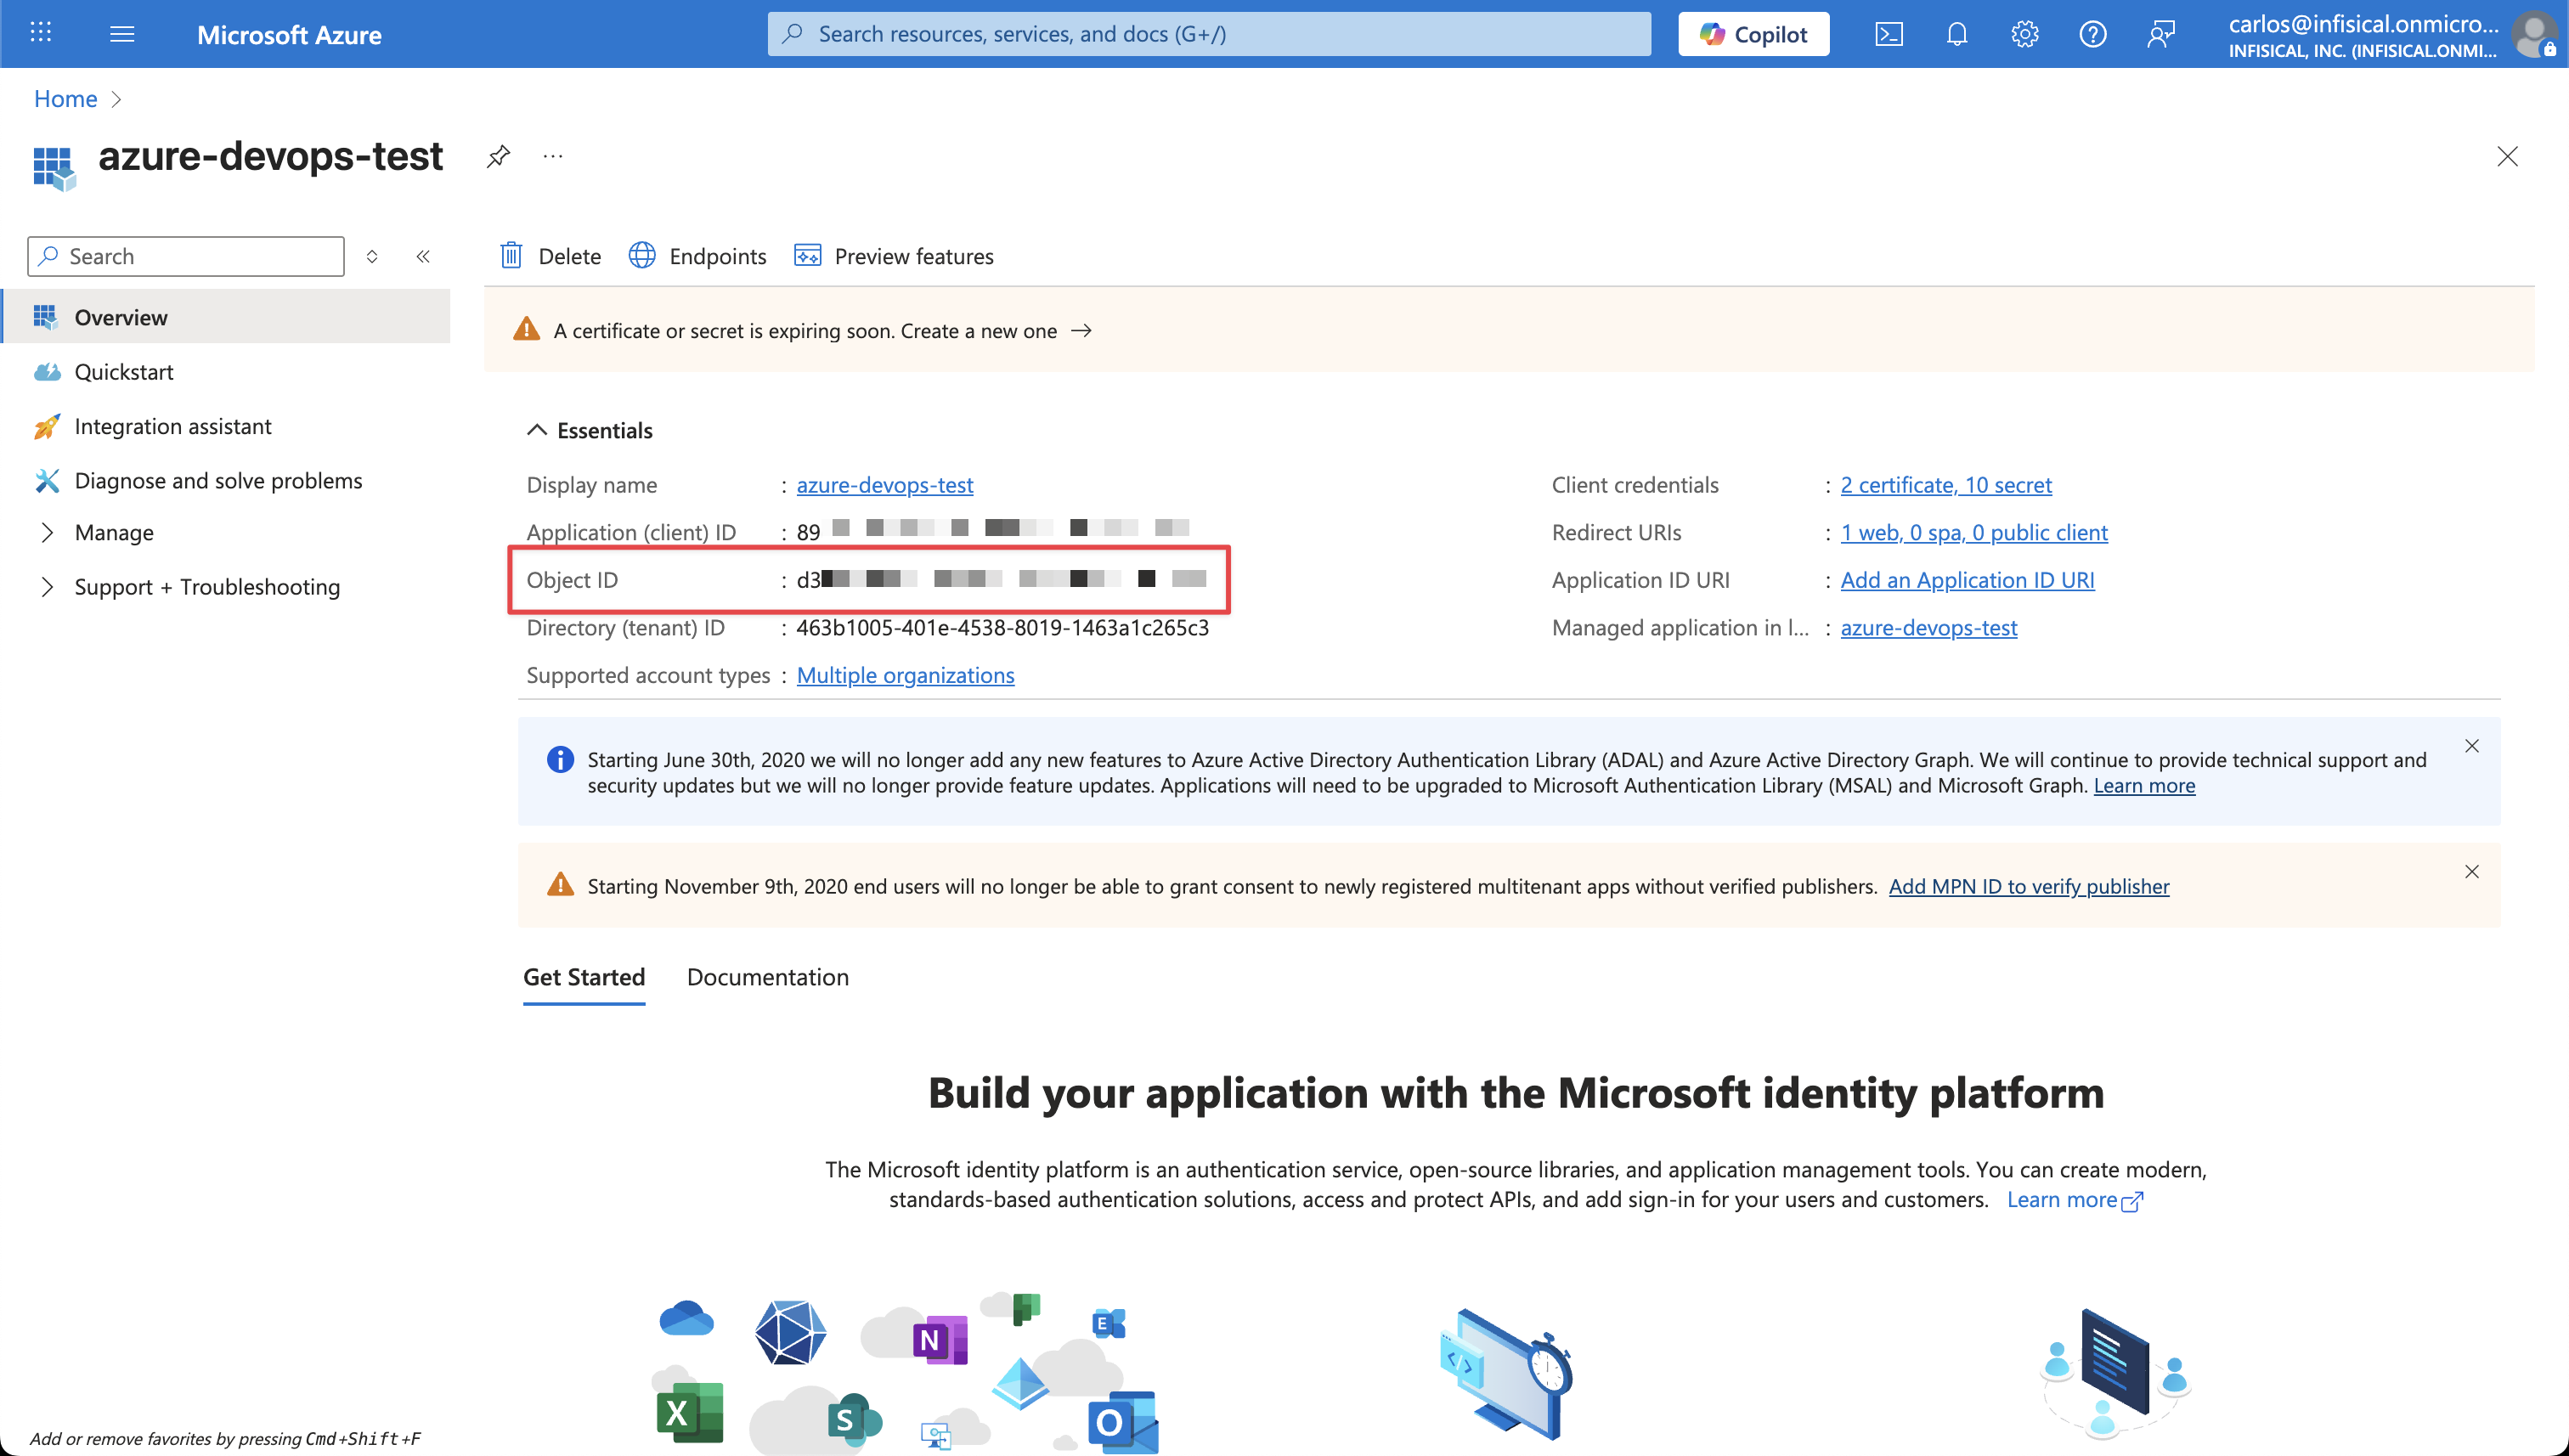 Microsoft Azure
Search resources, services, and docs (G+/)
Copilot
carlos@infisical.onmicro...
INFISICAL, INC. (INFISICAL.ONMI...
Home
azure-devops-test
Search
Delete
Endpoints
Preview features
Overview
Quickstart
Integration assistant
Diagnose and solve problems
Manage
Support + Troubleshooting
A certificate or secret is expiring soon. Create a new one
Essentials
Display name : azure-devops-test
Application (client) ID : 89
Object ID : d3
Directory (tenant) ID : 463b1005-401e-4538-8019-1463a1c265c3
Supported account types : Multiple organizations
Client credentials : 2 certificate, 10 secret
Redirect URIs : 1 web, 0 spa, 0 public client
Application ID URI : Add an Application ID URI
Managed application in l... : azure-devops-test
Starting June 30th, 2020 we will no longer add any new features to Azure Active Directory Authentication Library (ADAL) and Azure Active Directory Graph. We will continue to provide technical support and
security updates but we will no longer provide feature updates. Applications will need to be upgraded to Microsoft Authentication Library (MSAL) and Microsoft Graph. Learn more
Starting November 9th, 2020 end users will no longer be able to grant consent to newly registered multitenant apps without verified publishers. Add MPN ID to verify publisher
Get Started
Documentation
Build your application with the Microsoft identity platform
The Microsoft identity platform is an authentication service, open-source libraries, and application management tools. You can create modern,
standards-based authentication solutions, access and protect APIs, and add sign-in for your users and customers. Learn more
N
E
X
S
O
Add or remove favorites by pressing Cmd+Shift+F